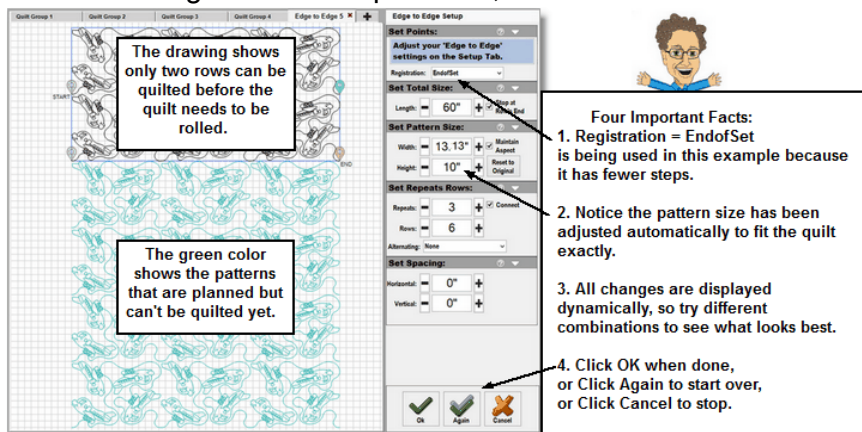 Quilt Group 1
Quilt Group 2
Quilt Group 3
Quilt Group 4
Edge to Edge 5
The drawing shows
only two rows can be
quilted before the
quilt needs to be
rolled.
START
END
The green color
shows the patterns
that are planned but
can't be quilted yet.
Edge to Edge Setup
Set Points:
Adjust your 'Edge to Edge'
settings on the Setup Tab.
Registration: EndofSet
Set Total Size:
Length: 60"
Stop at
End
Set Pattern Size:
Width: 13.13"
Maintain
Aspect
Height: 10"
Reset to
Original
Set Repeats Rows:
Repeats: 3
Connect
Rows: 6
Alternating: None
Set Spacing:
Horizontal: 0"
Vertical: 0"
Ok
Again
Cancel
Four Important Facts:
1. Registration = EndofSet
is being used in this example because
it has fewer steps.
2. Notice the pattern size has been
adjusted automatically to fit the quilt
exactly.
3. All changes are displayed
dynamically, so try different
combinations to see what looks best.
4. Click OK when done,
or Click Again to start over,
or Click Cancel to stop.